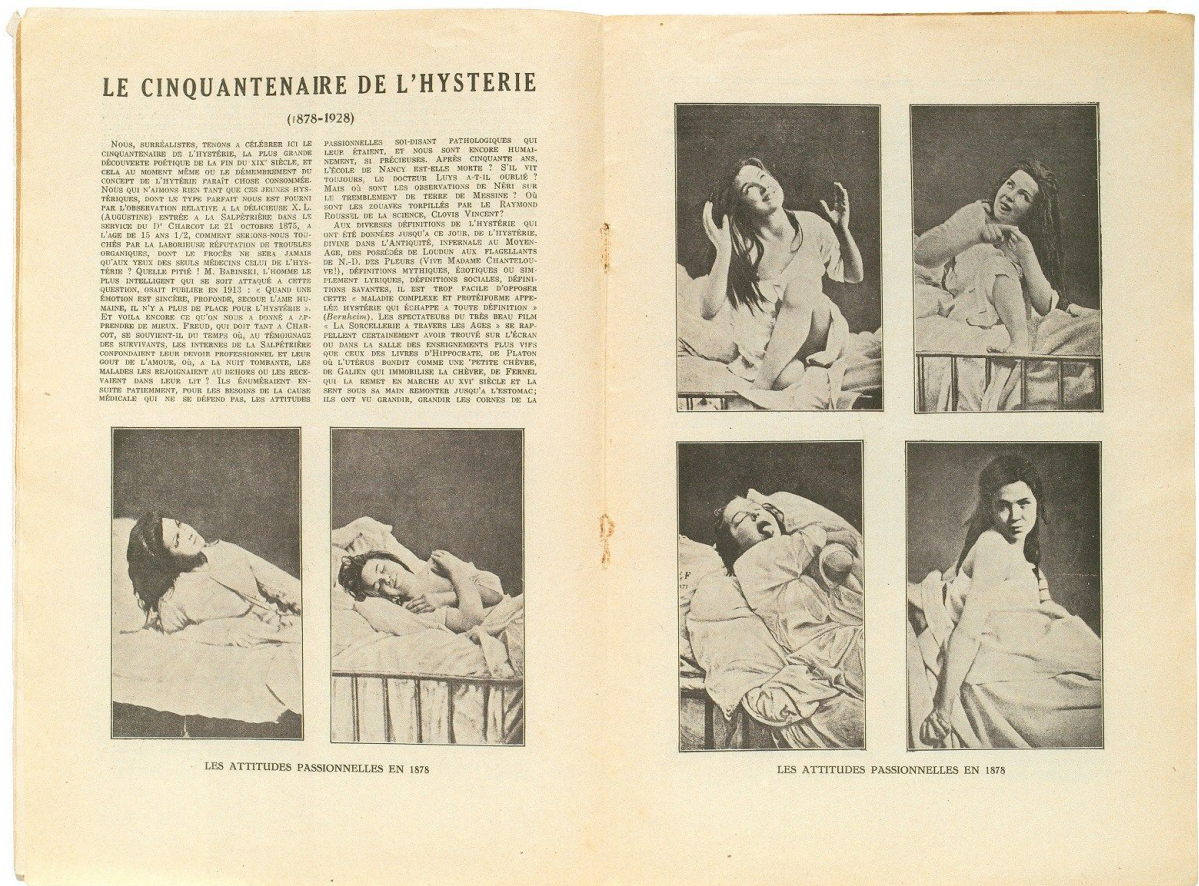 LE CINQUANTENAIRE DE L'HYSTERIE
(1878-1928)
NOUS, SURRÉALISTES, TENONS A CÉLÉBRER ICI LE
CINQUANTENAIRE DE L'HYSTÉRIE, LA PLUS GRANDE
DÉCOUVERTE POÉTIQUE DE LA FIN DU XIXᵉ SIÈCLE, ET
CELA AU MOMENT MÊME OU LE DÉMEMBREMENT DU
CONCEPT DE L'HYTÉRIE PARAÎT CHOSE CONSOMMÉE.
NOUS QUI N'AIMONS RIEN TANT QUE CES JEUNES HYS-
TÉRIQUES, DONT LE TYPE PARFAIT NOUS EST FOURNI
PAR L'OBSERVATION RELATIVE A LA DÉLICIEUSE X. L.
(AUGUSTINE) ENTRÉE A LA SALPÉTRIÈRE DANS LE
SERVICE DU Dʳ CHARCOT LE 21 OCTOBRE 1875, A
L'AGE DE 15 ANS 1/2, COMMENT SERIONS-NOUS TOU-
CHÉS PAR LA LABORIEUSE RÉFUTATION DE TROUBLES
ORGANIQUES, DONT LE PROCÈS NE SERA JAMAIS
QU'AUX YEUX DES SEULS MÉDECINS CELUI DE L'HYS-
TÉRIE ? QUELLE PITIÉ ! M. BABINSKI, L'HOMME LE
PLUS INTELLIGENT QUI SE SOIT ATTAQUÉ A CETTE
QUESTION, OSAIT PUBLIER EN 1913 : « QUAND UNE
ÉMOTION EST SINCÈRE, PROFONDE, SECOUE L'AME HU-
MAINE, IL N'Y A PLUS DE PLACE POUR L'HYSTÉRIE ».
ET VOILA ENCORE CE QU'ON NOUS A DONNÉ A AP-
PRENDRE DE MIEUX. FREUD, QUI DOIT TANT A CHAR-
COT, SE SOUVIENT-IL DU TEMPS OÙ, AU TÉMOIGNAGE
DES SURVIVANTS, LES INTERNES DE LA SALPÉTRIÈRE
CONFONDAIENT LEUR DEVOIR PROFESSIONNEL ET LEUR
GOUT DE L'AMOUR, OÙ, A LA NUIT TOMBANTE, LES
MALADES LES REJOIGNAIENT AU DEHORS OU LES RECE-
VAIENT DANS LEUR LIT ? ILS ÉNUMÉRAIENT EN-
SUITE PATIEMMENT, POUR LES BESOINS DE LA CAUSE
MÉDICALE QUI NE SE DÉFEND PAS, LES ATTITUDES
PASSIONNELLES SOI-DISANT PATHOLOGIQUES QUI
LEUR ÉTAIENT, ET NOUS SONT ENCORE HUMAI-
NEMENT, SI PRÉCIEUSES. APRÈS CINQUANTE ANS,
L'ÉCOLE DE NANCY EST-ELLE MORTE ? S'IL VIT
TOUJOURS, LE DOCTEUR LUYS A-T-IL OUBLIÉ ?
MAIS OÙ SONT LES OBSERVATIONS DE NÉRI SUR
LE TREMBLEMENT DE TERRE DE MESSINE ? OÙ
SONT LES ZOUAVES TORPILLÉS PAR LE RAYMOND
ROUSSEL DE LA SCIENCE, CLOVIS VINCENT?
AUX DIVERSES DÉFINITIONS DE L'HYSTÉRIE QUI
ONT ÉTÉ DONNÉES JUSQU'A CE JOUR, DE L'HYSTÉRIE,
DIVINE DANS L'ANTIQUITÉ, INFERNALE AU MOYEN-
AGE, DES POSSÉDÉS DE LOUDUN AUX FLAGELLANTS
DE N.-D. DES PLEURS (VIVE MADAME CHANTELOU-
VE!), DÉFINITIONS MYTHIQUES, ÉROTIQUES OU SIM-
PLEMENT LYRIQUES, DÉFINITIONS SOCIALES, DÉFINI-
TIONS SAVANTES, IL EST TROP FACILE D'OPPOSER
CETTE « MALADIE COMPLEXE ET PROTÉIFORME APPE-
LÉE HYSTÉRIE QUI ÉCHAPPE A TOUTE DÉFINITION »
(Bernheim). LES SPECTATEURS DU TRÈS BEAU FILM
« LA SORCELLERIE A TRAVERS LES AGES » SE RAP-
PELLENT CERTAINEMENT AVOIR TROUVÉ SUR L'ÉCRAN
OU DANS LA SALLE DES ENSEIGNEMENTS PLUS VIFS
QUE CEUX DES LIVRES D'HIPPOCRATE, DE PLATON
OÙ L'UTÉRUS BONDIT COMME UNE PETITE CHÈVRE,
DE GALIEN QUI IMMOBILISE LA CHÈVRE, DE FERNEL
QUI LA REMET EN MARCHE AU XVIᵉ SIÈCLE ET LA
SENT SOUS SA MAIN REMONTER JUSQU'A L'ESTOMAC;
ILS ONT VU GRANDIR, GRANDIR LES CORNES DE LA
LES ATTITUDES PASSIONNELLES EN 1878
LES ATTITUDES PASSIONNELLES EN 1878